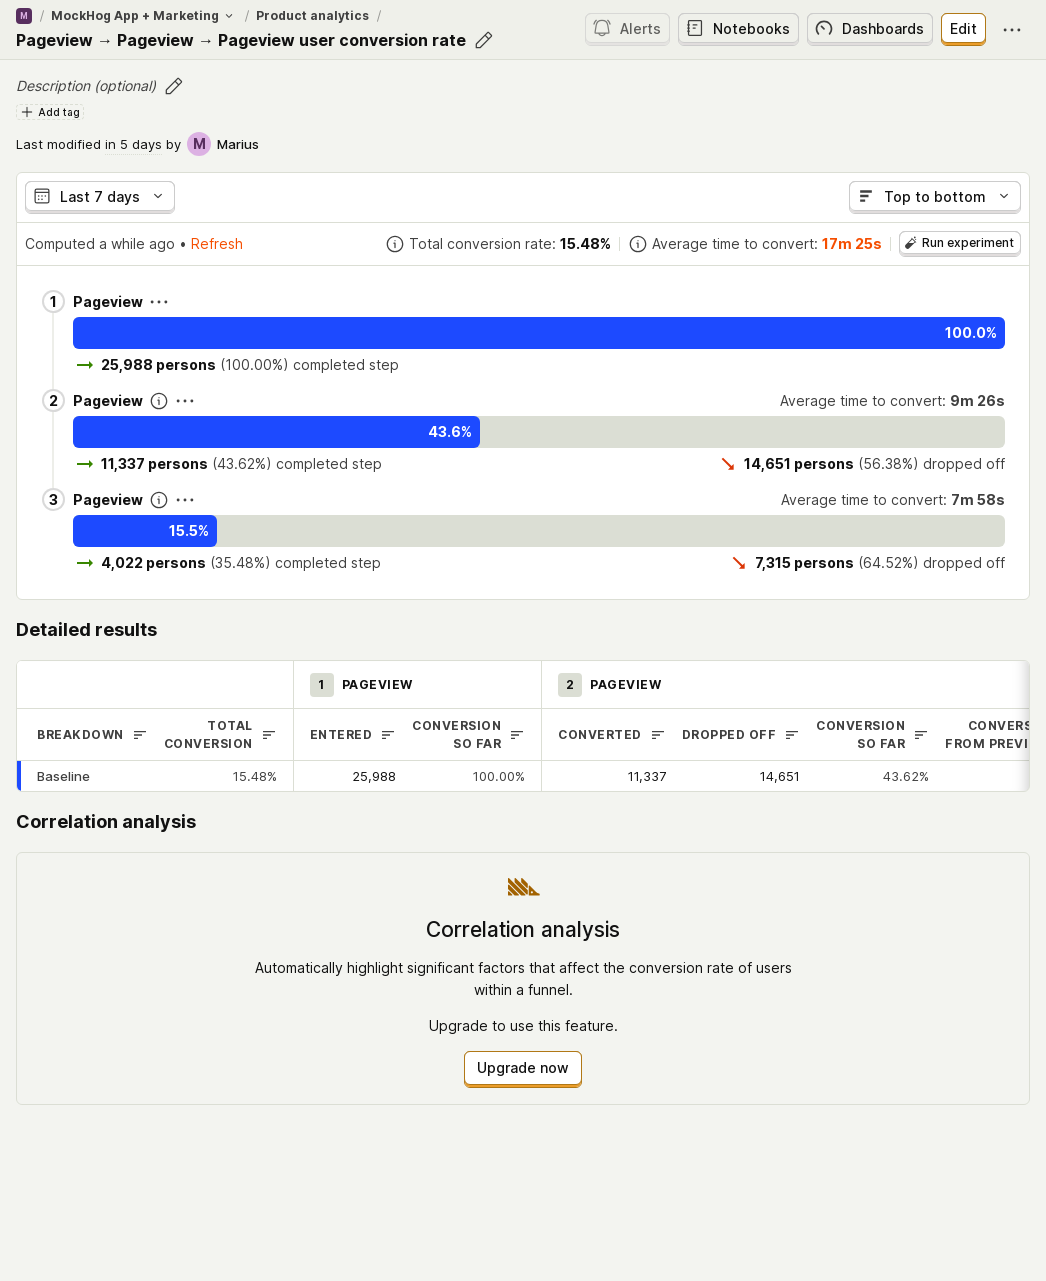 M / MockHog App + Marketing / Product analytics /
Pageview → Pageview → Pageview user conversion rate
Alerts Notebooks Dashboards Edit
Description (optional)
Add tag
Last modified in 5 days by M Marius
Last 7 days Top to bottom
Computed a while ago • Refresh Total conversion rate: 15.48% Average time to convert: 17m 25s Run experiment
1 Pageview
100.0%
25,988 persons (100.00%) completed step
2 Pageview Average time to convert: 9m 26s
43.6%
11,337 persons (43.62%) completed step 14,651 persons (56.38%) dropped off
3 Pageview Average time to convert: 7m 58s
15.5%
4,022 persons (35.48%) completed step 7,315 persons (64.52%) dropped off
Detailed results
1 PAGEVIEW 2 PAGEVIEW
BREAKDOWN TOTAL CONVERSION ENTERED CONVERSION SO FAR CONVERTED DROPPED OFF CONVERSION SO FAR CONVERS FROM PREVI
Baseline 15.48% 25,988 100.00% 11,337 14,651 43.62%
Correlation analysis
Correlation analysis
Automatically highlight significant factors that affect the conversion rate of users
within a funnel.
Upgrade to use this feature.
Upgrade now